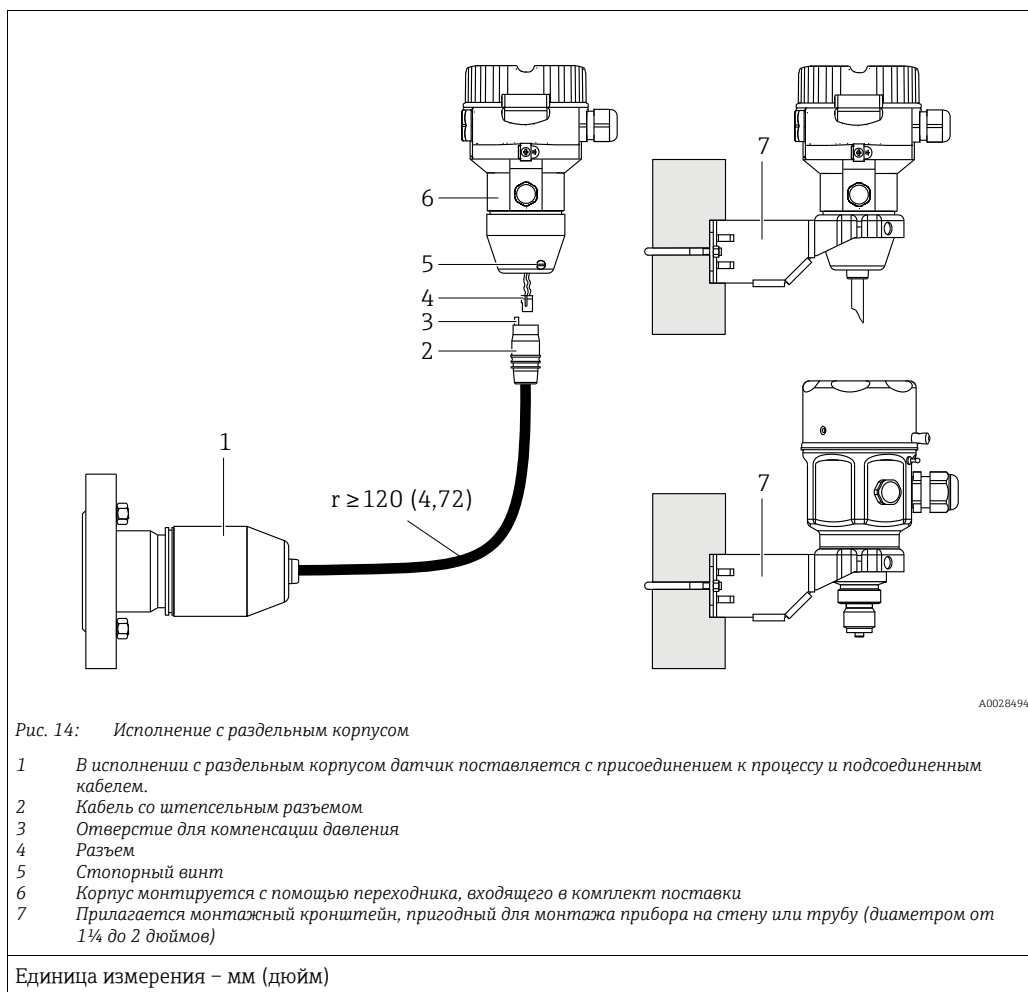 7
6
5
4
3
2
1
r ≥120 (4,72)
7
A0028494
Рис. 14: Исполнение с раздельным корпусом
1 В исполнении с раздельным корпусом датчик поставляется с присоединением к процессу и подсоединенным
кабелем.
2 Кабель со штепсельным разъемом
3 Отверстие для компенсации давления
4 Разъем
5 Стопорный винт
6 Корпус монтируется с помощью переходника, входящего в комплект поставки
7 Прилагается монтажный кронштейн, пригодный для монтажа прибора на стену или трубу (диаметром от
1¼ до 2 дюймов)
Единица измерения – мм (дюйм)